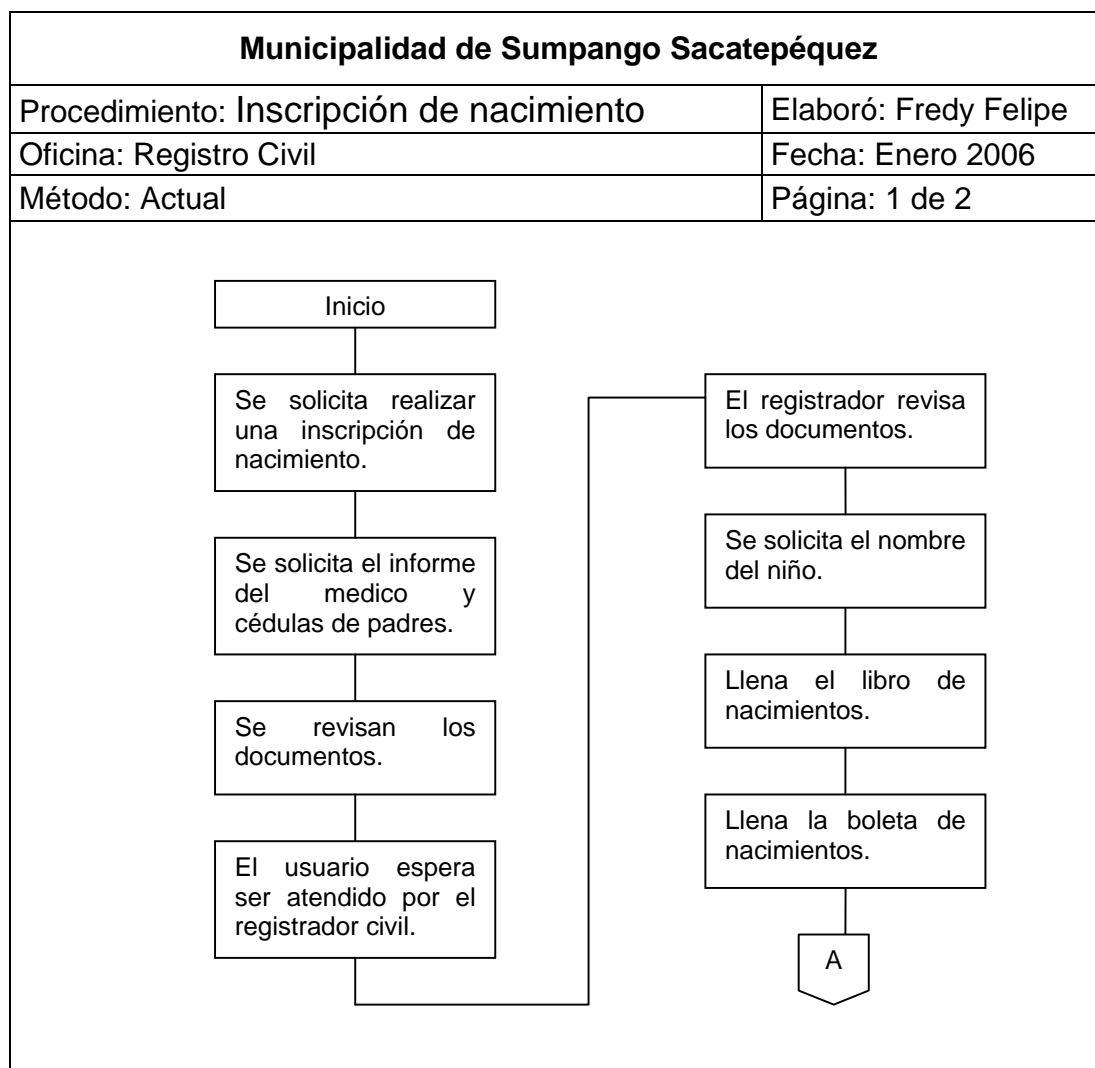 Municipalidad de Sumpango Sacatepéquez
Procedimiento: Inscripción de nacimiento
Elaboró: Fredy Felipe
Oficina: Registro Civil
Fecha: Enero 2006
Método: Actual
Página: 1 de 2
Inicio
Se solicita realizar
una inscripción de
nacimiento.
Se solicita el informe
del medico y
cédulas de padres.
Se revisan los
documentos.
El usuario espera
ser atendido por el
registrador civil.
El registrador revisa
los documentos.
Se solicita el nombre
del niño.
Llena el libro de
nacimientos.
Llena la boleta de
nacimientos.
A